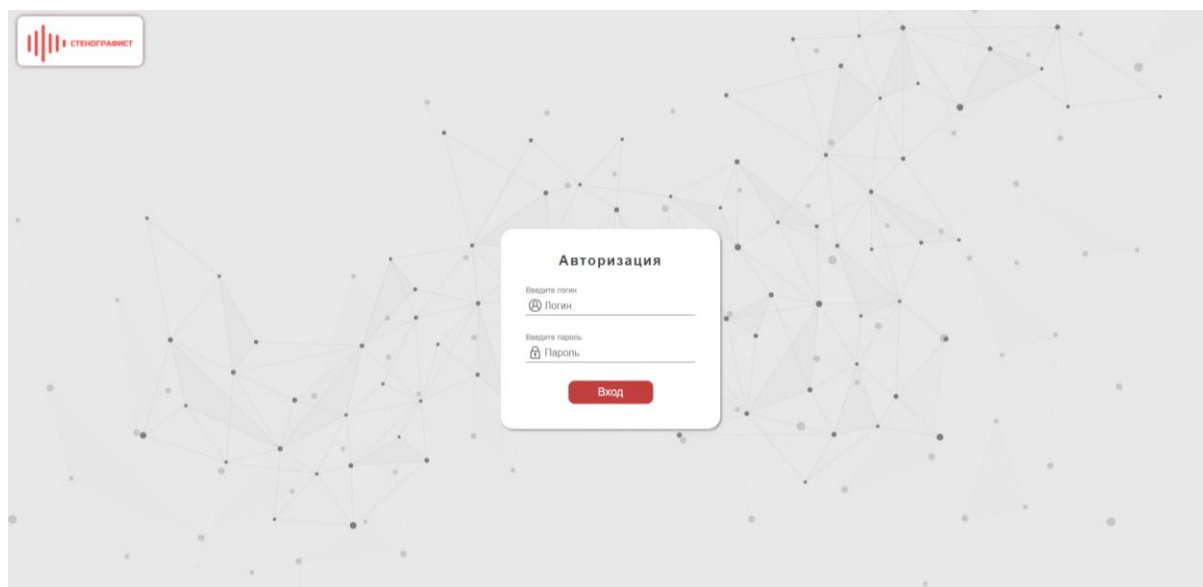 СТЕНОГРАФИСТ
Авторизация
Введите логин
Логин
Введите пароль
Пароль
Вход